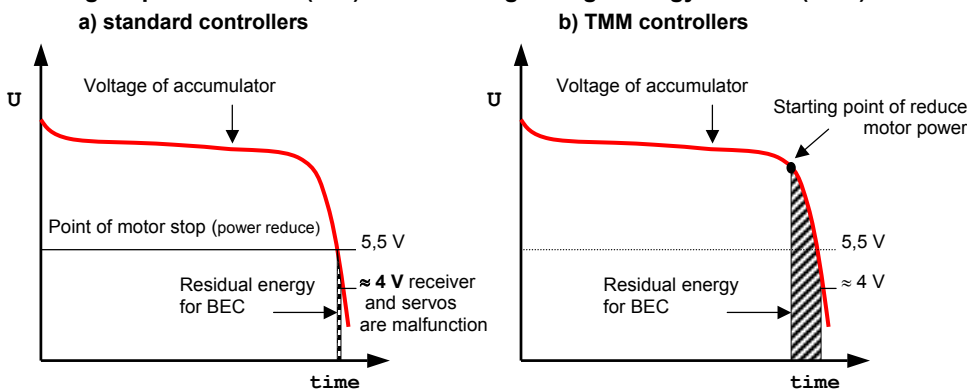 a) standard controllers
b) TMM controllers
U
Voltage of accumulator
Point of motor stop (power reduce)
5,5 V
Residual energy
for BEC
≈ 4 V receiver
and servos
are malfunction
time
U
Voltage of accumulator
Starting point of reduce
motor power
5,5 V
Residual energy
for BEC
≈ 4 V
time